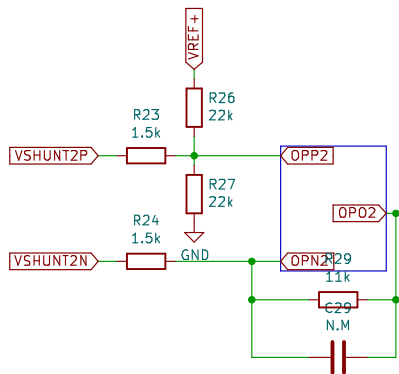 VREF+
R26
22k
R23
1.5k
VSHUNT2P
OPP2
R27
22k
OPO2
R24
1.5k
GND
VSHUNT2N
OPN2
R29
11k
C29
N.M